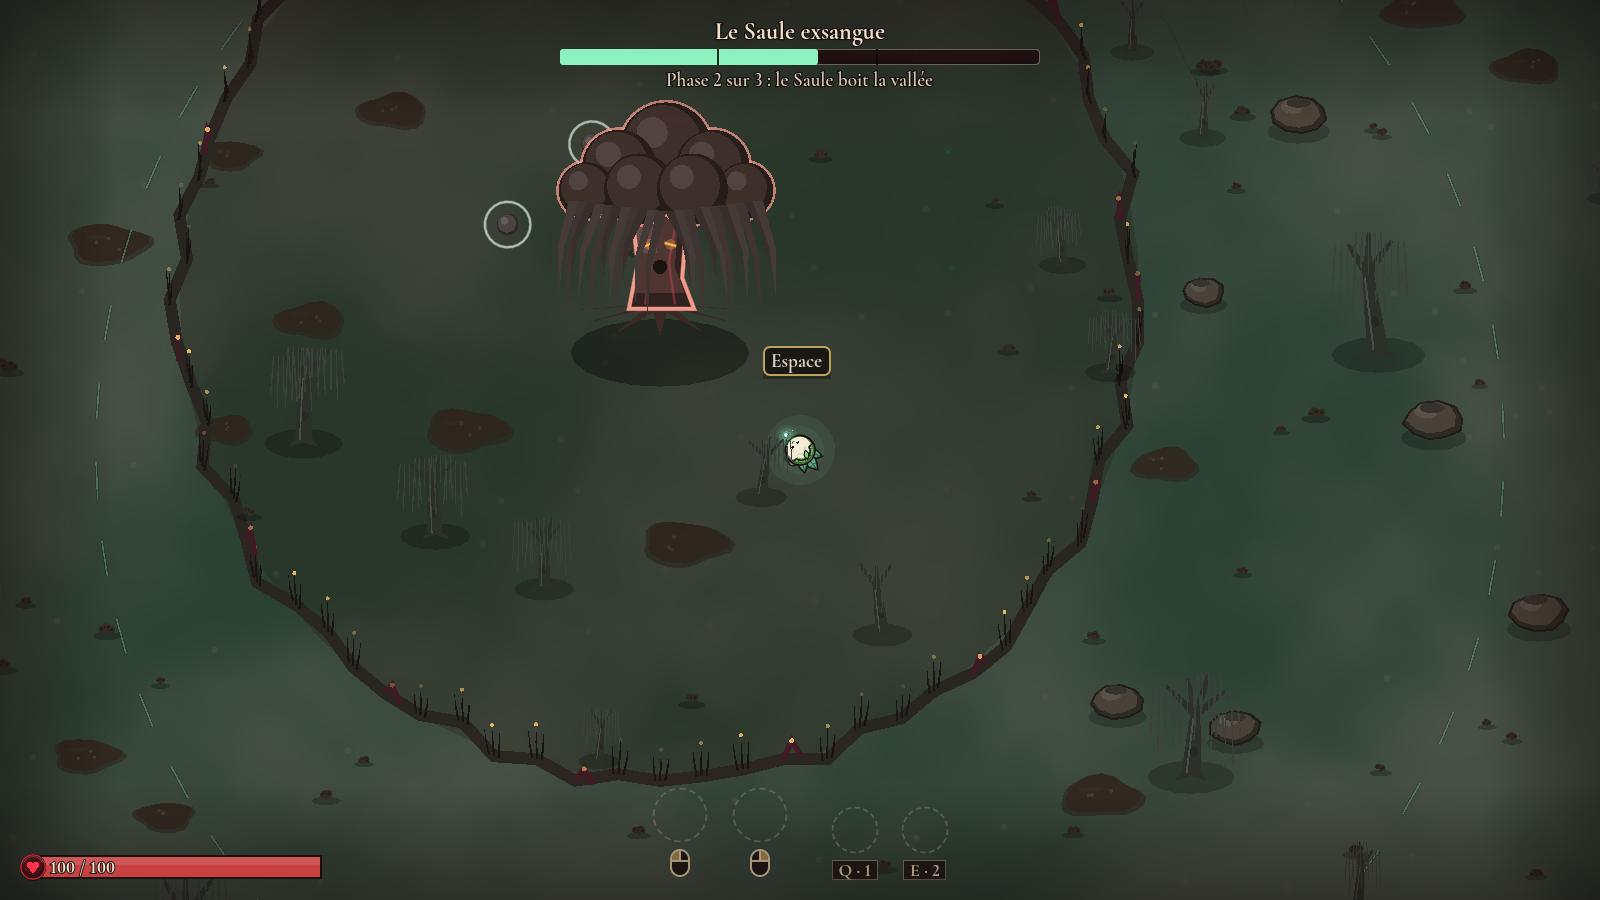 Le Saule exsangue
Phase 2 sur 3 : le Saule boit la vallée
Espace
100 / 100
Q · 1
E · 2